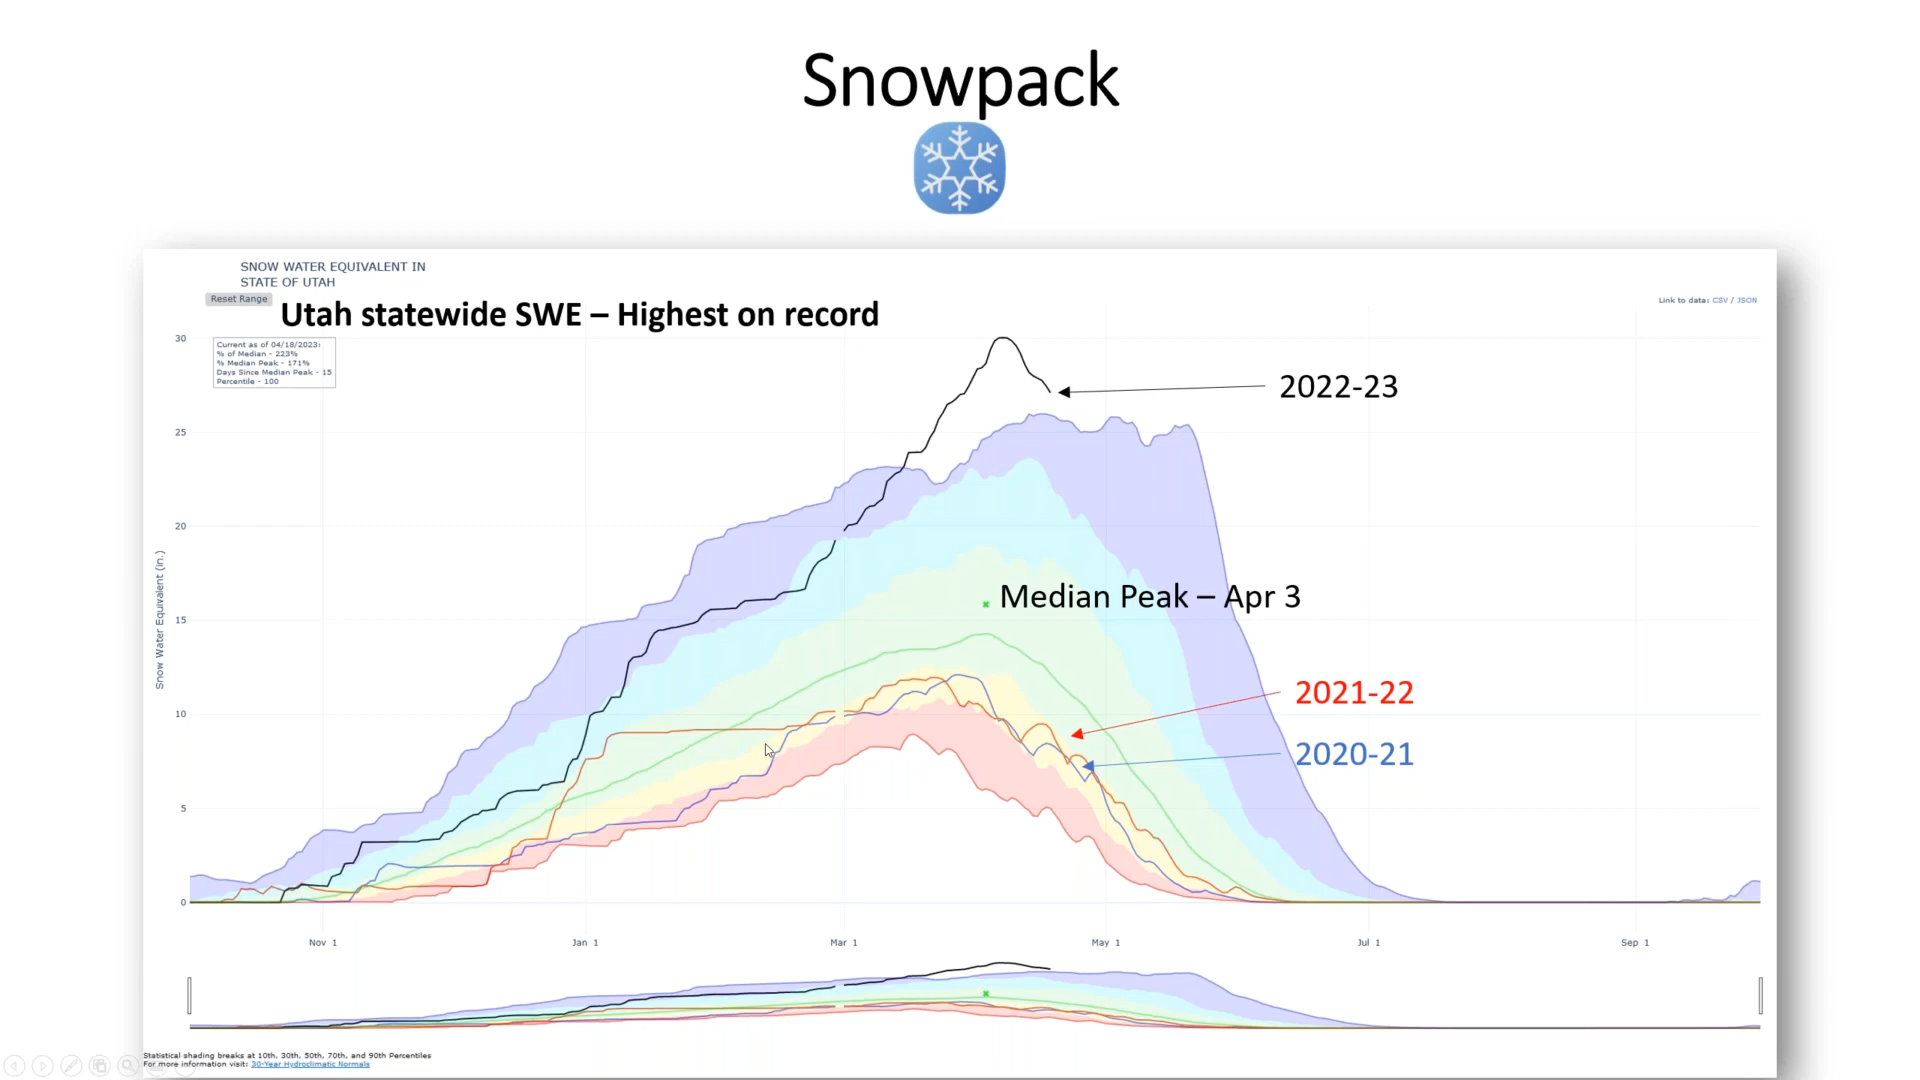 Snowpack
SNOW WATER EQUIVALENT IN
STATE OF UTAH
Reset Range
Link to data: CSV / JSON
Utah statewide SWE – Highest on record
Current as of 04/18/2023:
% of Median - 223%
% Median Peak - 171%
Days Since Median Peak - 15
Percentile - 100
30
25
20
15
10
5
0
Snow Water Equivalent (in.)
2022-23
Median Peak – Apr 3
2021-22
2020-21
Nov 1
Jan 1
Mar 1
May 1
Jul 1
Sep 1
Statistical shading breaks at 10th, 30th, 50th, 70th, and 90th Percentiles
For more information visit: 30-Year Hydroclimatic Normals